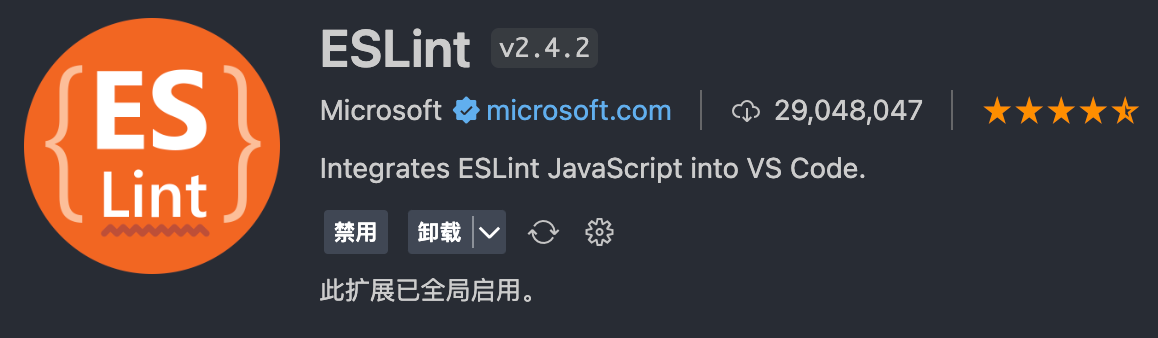 {ES}
Lint
ESLint v2.4.2
Microsoft microsoft.com 29,048,047
Integrates ESLint JavaScript into VS Code.
禁用 卸载
此扩展已全局启用。